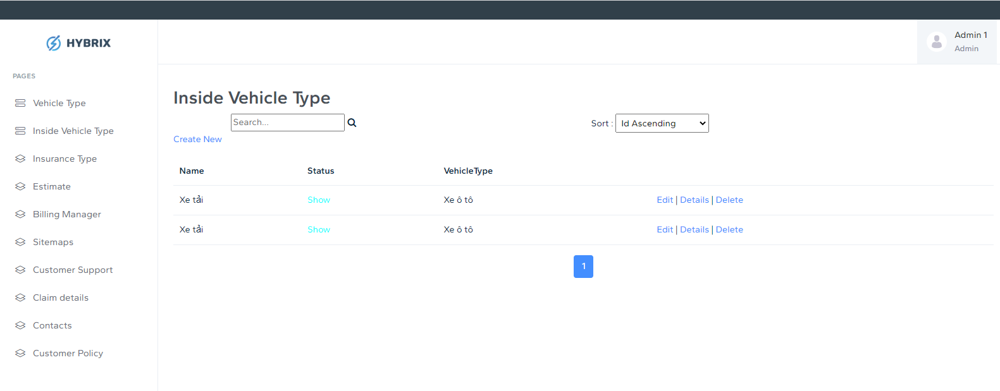 HYBRIX
Admin 1
Admin
PAGES
Vehicle Type
Inside Vehicle Type
Insurance Type
Estimate
Billing Manager
Sitemaps
Customer Support
Claim details
Contacts
Customer Policy
Inside Vehicle Type
Search...
Sort : Id Ascending
Create New
Name Status VehicleType
Xe tải Show Xe ô tô Edit | Details | Delete
Xe tải Show Xe ô tô Edit | Details | Delete
1